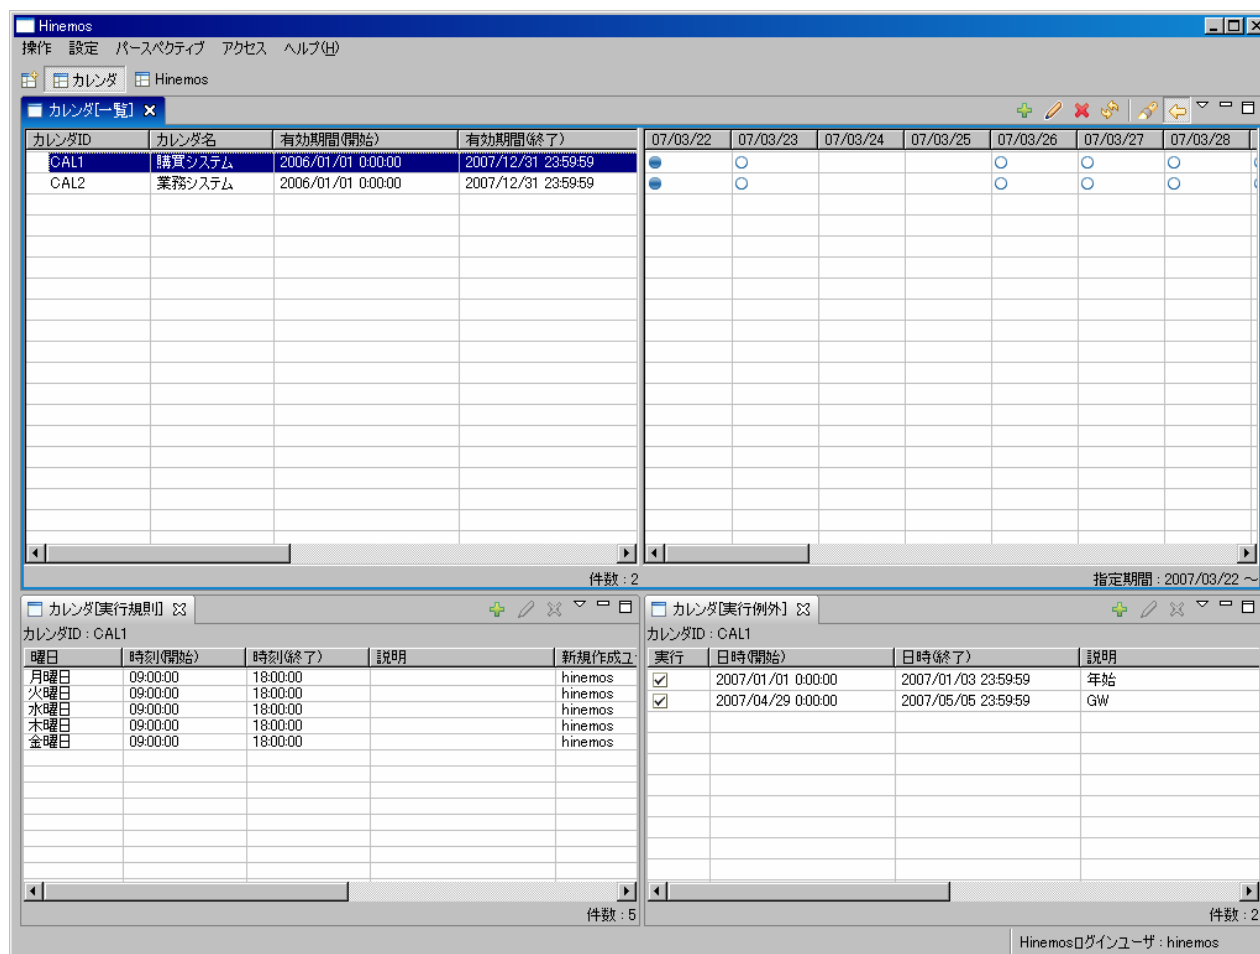 Hinemos
操作 設定 パースペクティブ アクセス ヘルプ(H)
カレンダ Hinemos
カレンダ[一覧]
カレンダID カレンダ名 有効期間(開始) 有効期間(終了) 07/03/22 07/03/23 07/03/24 07/03/25 07/03/26 07/03/27 07/03/28
CAL1 購買システム 2006/01/01 0:00:00 2007/12/31 23:59:59
CAL2 業務システム 2006/01/01 0:00:00 2007/12/31 23:59:59
件数 : 2 指定期間 : 2007/03/22 ～
カレンダ[実行規則] カレンダ[実行例外]
カレンダID : CAL1 カレンダID : CAL1
曜日 時刻(開始) 時刻(終了) 説明 新規作成ユ 実行 日時(開始) 日時(終了) 説明
月曜日 09:00:00 18:00:00 hinemos 2007/01/01 0:00:00 2007/01/03 23:59:59 年始
火曜日 09:00:00 18:00:00 hinemos 2007/04/29 0:00:00 2007/05/05 23:59:59 GW
水曜日 09:00:00 18:00:00 hinemos
木曜日 09:00:00 18:00:00 hinemos
金曜日 09:00:00 18:00:00 hinemos
件数 : 5 件数 : 2
Hinemosログインユーザ : hinemos